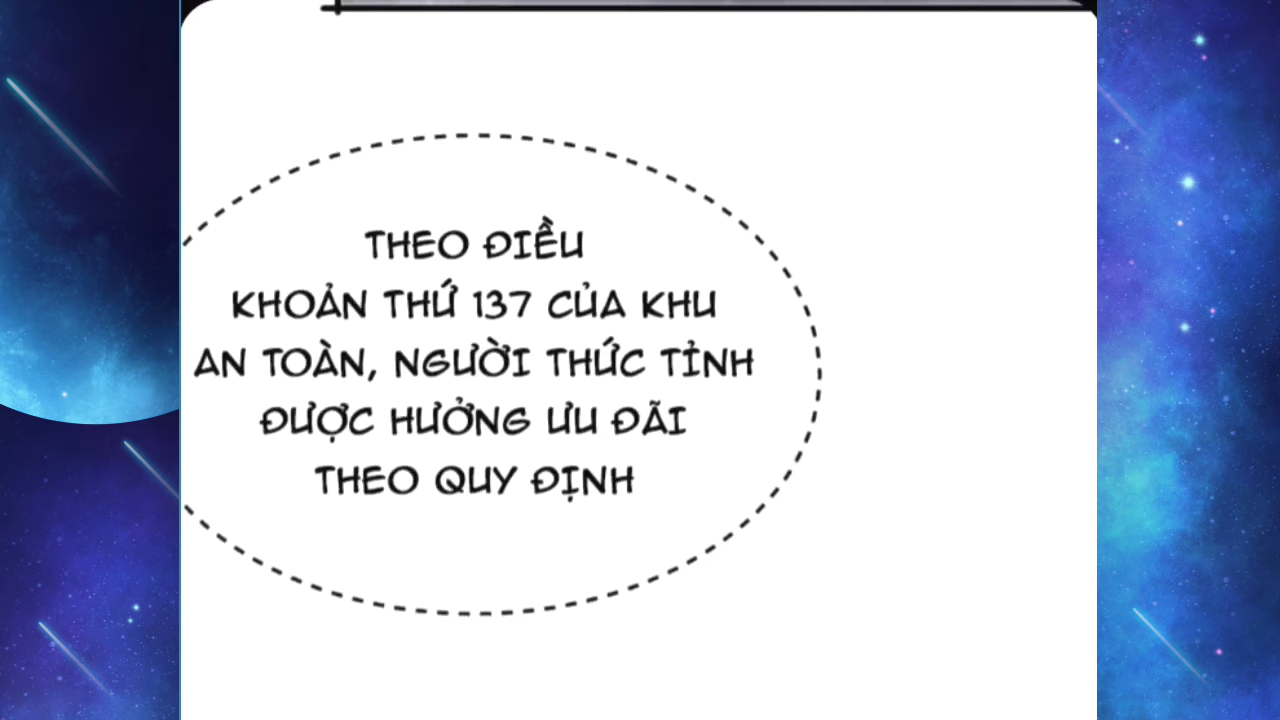 THEO ĐIỀU
KHOẢN THỨ 137 CỦA KHU
AN TOÀN, NGƯỜI THỨC TỈNH
ĐƯỢC HƯỞNG ƯU ĐÃI
THEO QUY ĐỊNH